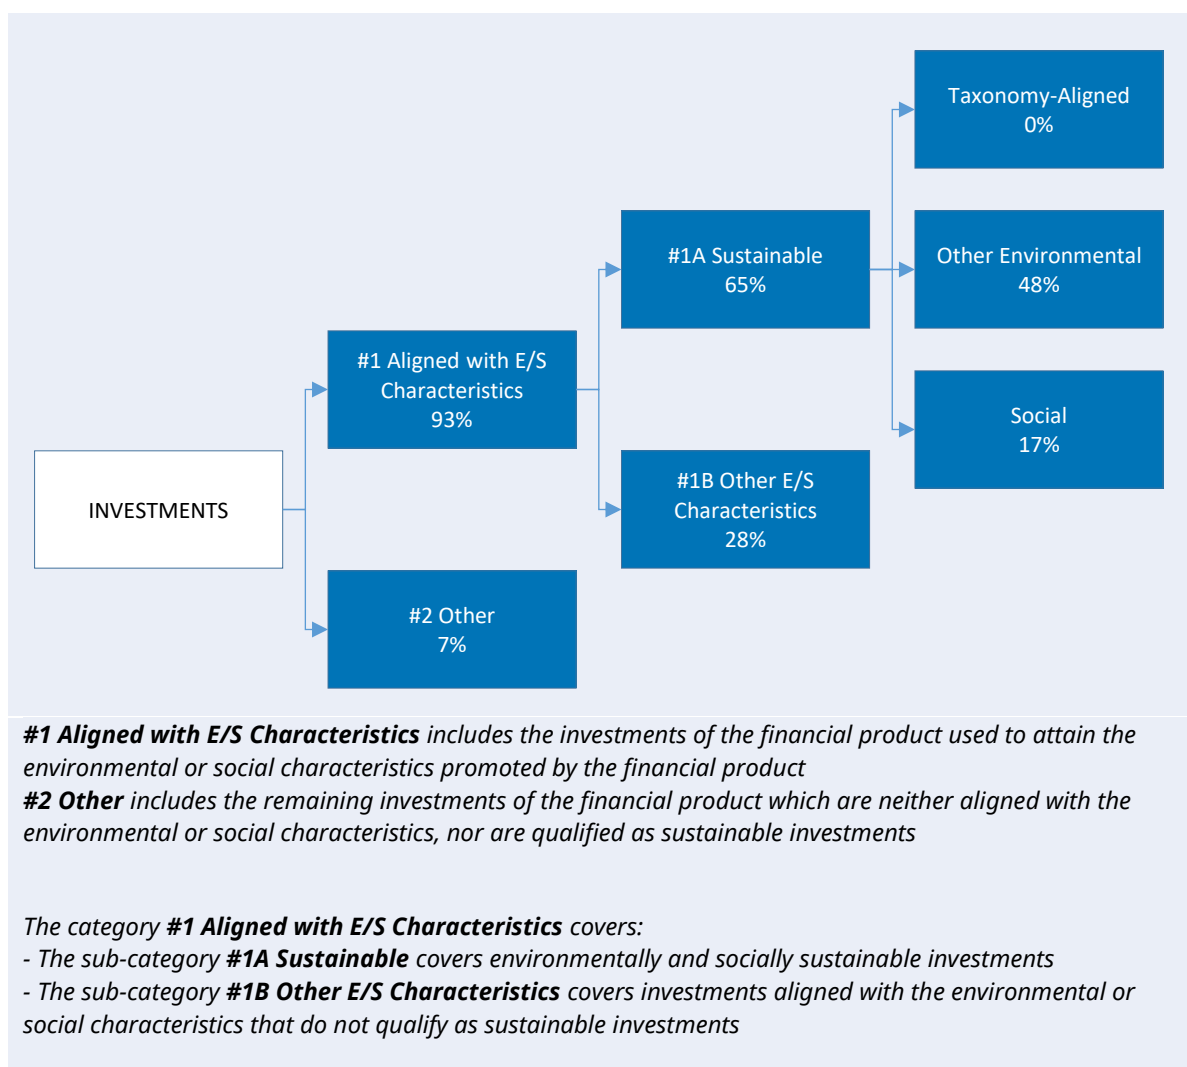 Taxonomy-Aligned
0%
#1A Sustainable
65%
Other Environmental
48%
#1 Aligned with E/S
Characteristics
93%
Social
17%
INVESTMENTS
#1B Other E/S
Characteristics
28%
#2 Other
7%
#1 Aligned with E/S Characteristics includes the investments of the financial product used to attain the
environmental or social characteristics promoted by the financial product
#2 Other includes the remaining investments of the financial product which are neither aligned with the
environmental or social characteristics, nor are qualified as sustainable investments
The category #1 Aligned with E/S Characteristics covers:
- The sub-category #1A Sustainable covers environmentally and socially sustainable investments
- The sub-category #1B Other E/S Characteristics covers investments aligned with the environmental or
social characteristics that do not qualify as sustainable investments